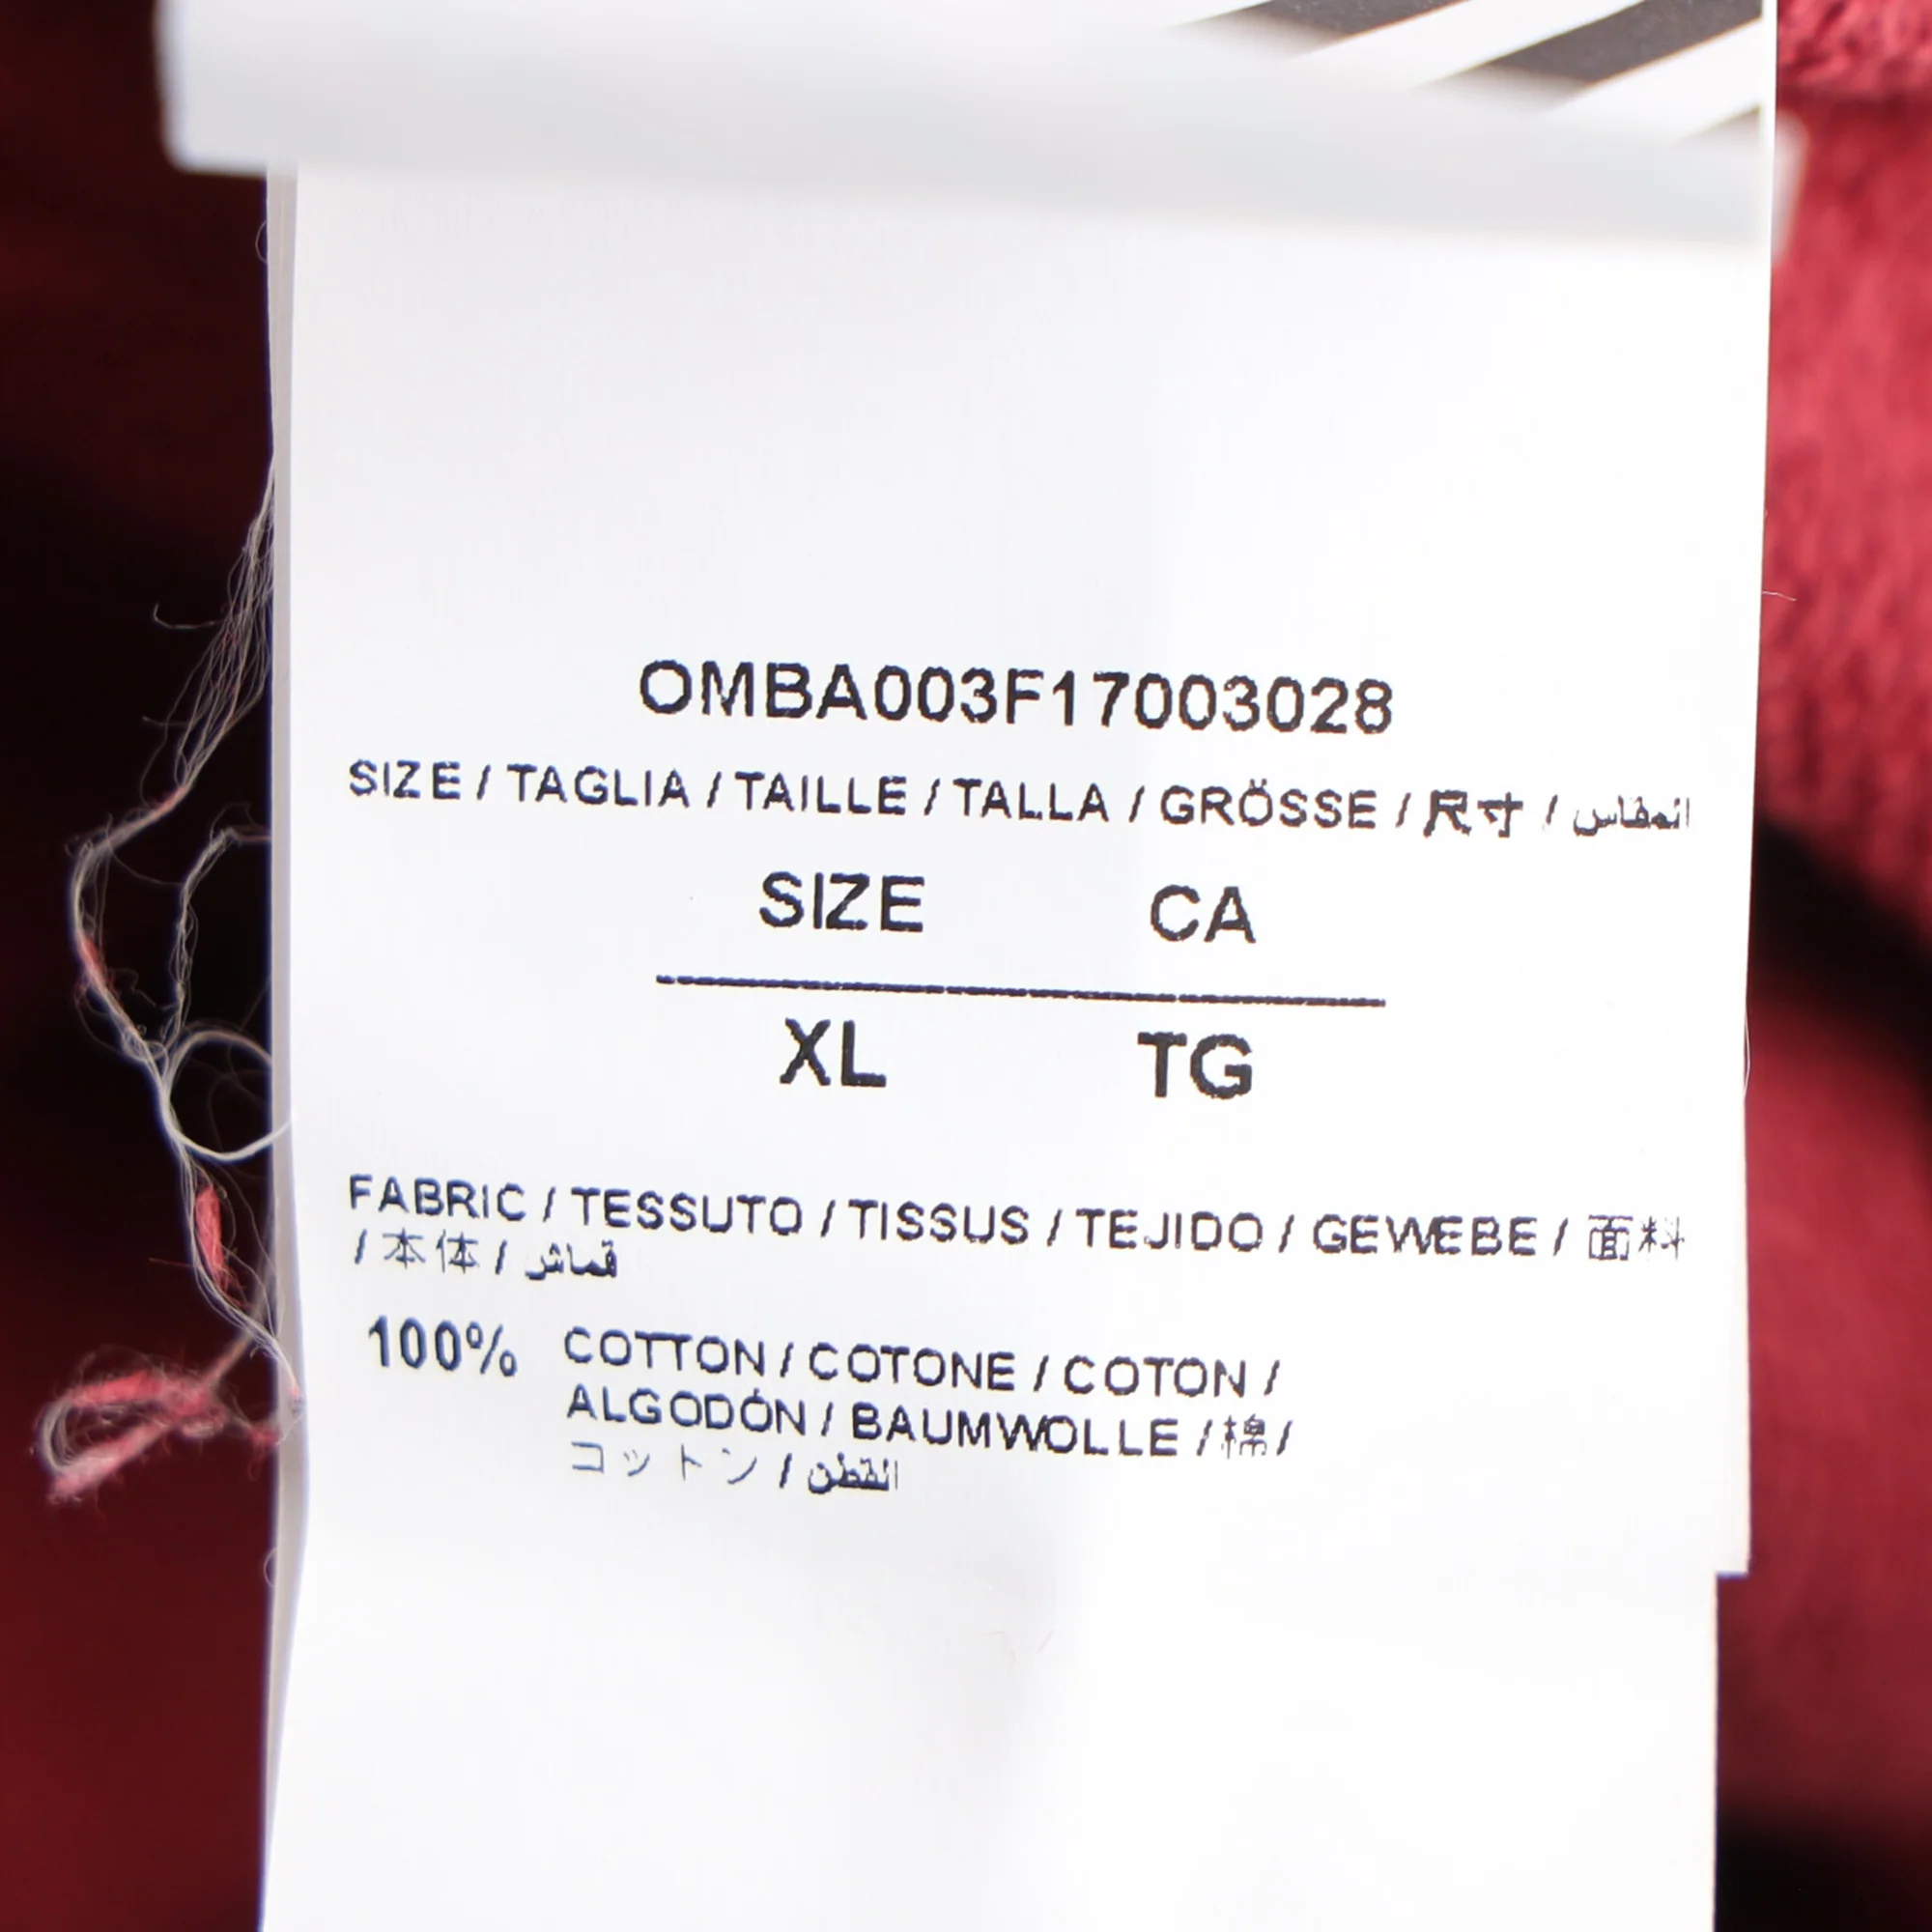 OMBA003F17003028
SIZE / TAGLIA / TAILLE / TALLA / GRÖSSE / 尺寸 / المقاس
SIZE CA
XL TG
FABRIC / TESSUTO / TISSUS / TEJIDO / GEWEBE / 面料
/ 本体 / قماش
100% COTTON / COTONE / COTON /
ALGODÓN / BAUMWOLLE / 棉 /
コットン / القطن